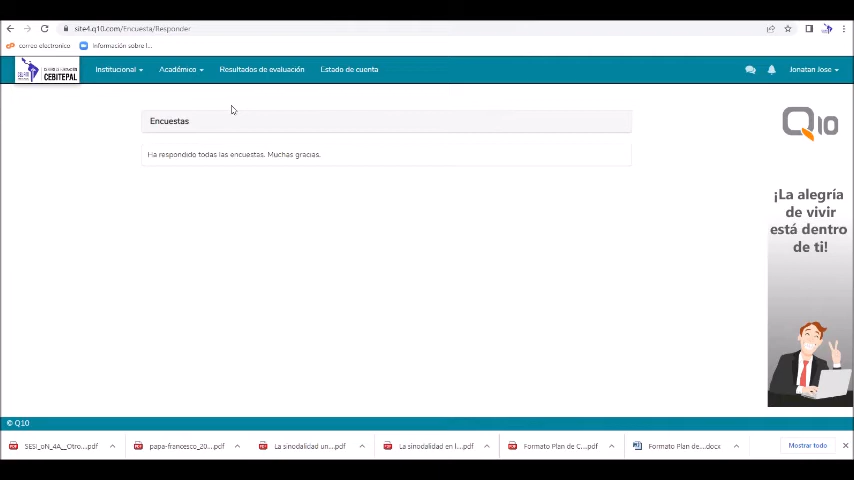 site4.q10.com/Encuesta/Responder
correo electronico
Información sobre l...
CEBITEPAL
Institucional
Académico
Resultados de evaluación
Estado de cuenta
Jonatan Jose
Encuestas
Ha respondido todas las encuestas. Muchas gracias.
Q10
¡La alegría
de vivir
está dentro
de ti!
© Q10
SESI_oN_4A__Otro....pdf
papa-francesco_20....pdf
La sinodalidad un....pdf
La sinodalidad en l....pdf
Formato Plan de C....pdf
Formato Plan de....docx
Mostrar todo